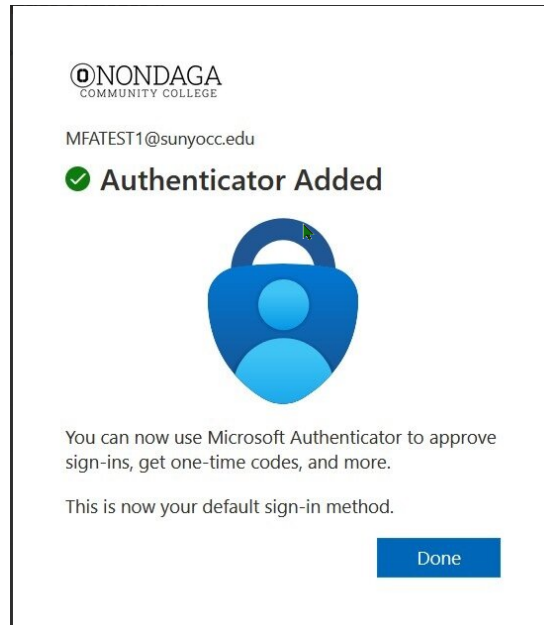 ONONDAGA
COMMUNITY COLLEGE
MFATEST1@sunyocc.edu
Authenticator Added
You can now use Microsoft Authenticator to approve
sign-ins, get one-time codes, and more.
This is now your default sign-in method.
Done